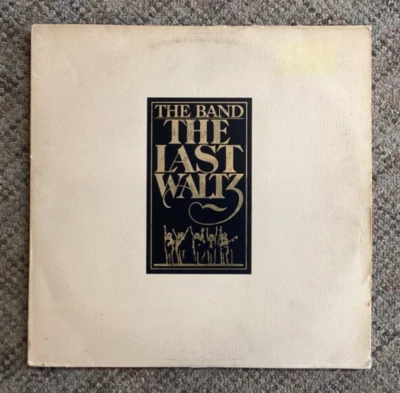 THE BAND
THE
LAST
WALTZ